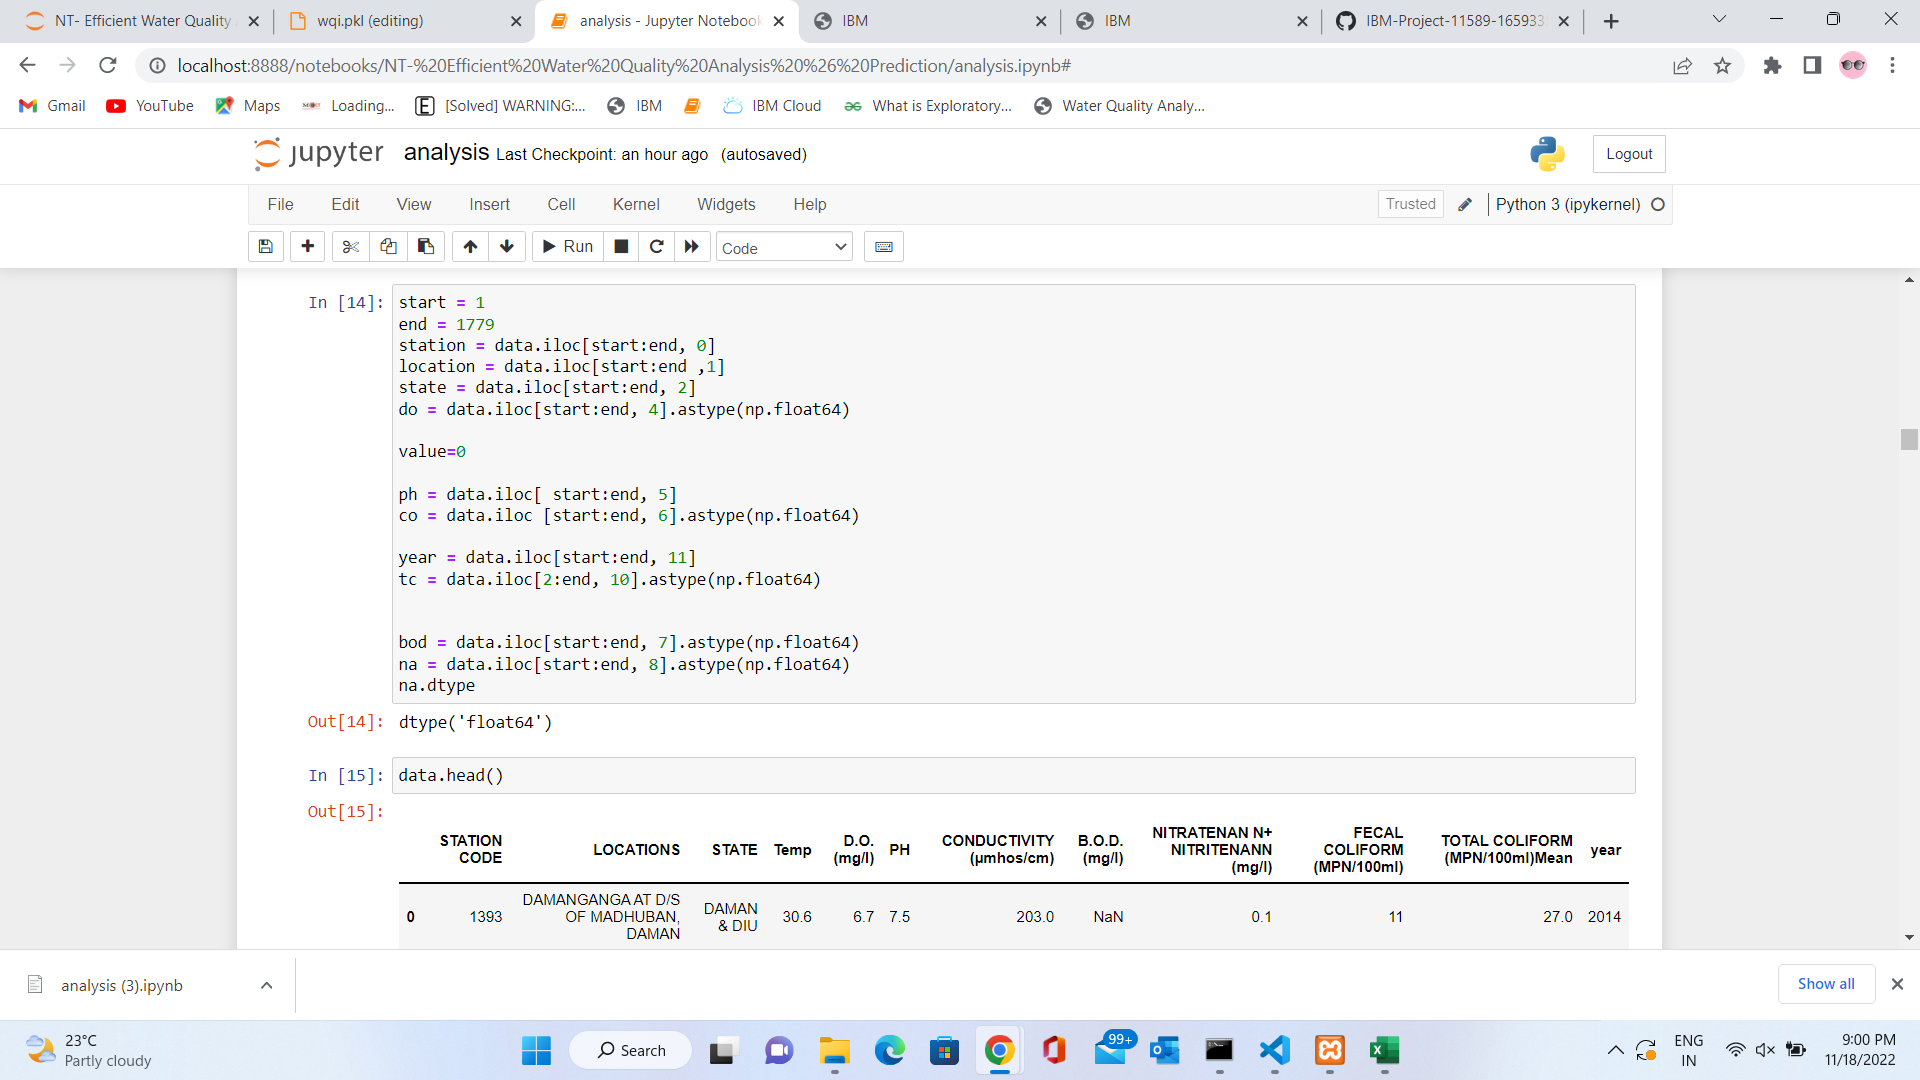 NT- Efficient Water Quality
wqi.pkl (editing)
analysis - Jupyter Notebook
IBM
IBM
IBM-Project-11589-165933
localhost:8888/notebooks/NT-%20Efficient%20Water%20Quality%20Analysis%20%26%20Prediction/analysis.ipynb#
Gmail
YouTube
Maps
Loading...
[Solved] WARNING:...
IBM
IBM Cloud
What is Exploratory...
Water Quality Analy...
jupyter analysis Last Checkpoint: an hour ago (autosaved)
Logout
File Edit View Insert Cell Kernel Widgets Help
Trusted
Python 3 (ipykernel)
Run
Code
In [14]:
start = 1
end = 1779
station = data.iloc[start:end, 0]
location = data.iloc[start:end ,1]
state = data.iloc[start:end, 2]
do = data.iloc[start:end, 4].astype(np.float64)
value=0
ph = data.iloc[ start:end, 5]
co = data.iloc [start:end, 6].astype(np.float64)
year = data.iloc[start:end, 11]
tc = data.iloc[2:end, 10].astype(np.float64)
bod = data.iloc[start:end, 7].astype(np.float64)
na = data.iloc[start:end, 8].astype(np.float64)
na.dtype
Out[14]: dtype('float64')
In [15]: data.head()
Out[15]:
STATION CODE
LOCATIONS
STATE
Temp
D.O. (mg/l)
PH
CONDUCTIVITY (µmhos/cm)
B.O.D. (mg/l)
NITRATENAN N+ NITRITENANN (mg/l)
FECAL COLIFORM (MPN/100ml)
TOTAL COLIFORM (MPN/100ml)Mean
year
0
1393
DAMANGANGA AT D/S OF MADHUBAN, DAMAN
DAMAN & DIU
30.6
6.7
7.5
203.0
NaN
0.1
11
27.0
2014
analysis (3).ipynb
Show all
23°C
Partly cloudy
Search
99+
ENG
IN
9:00 PM
11/18/2022